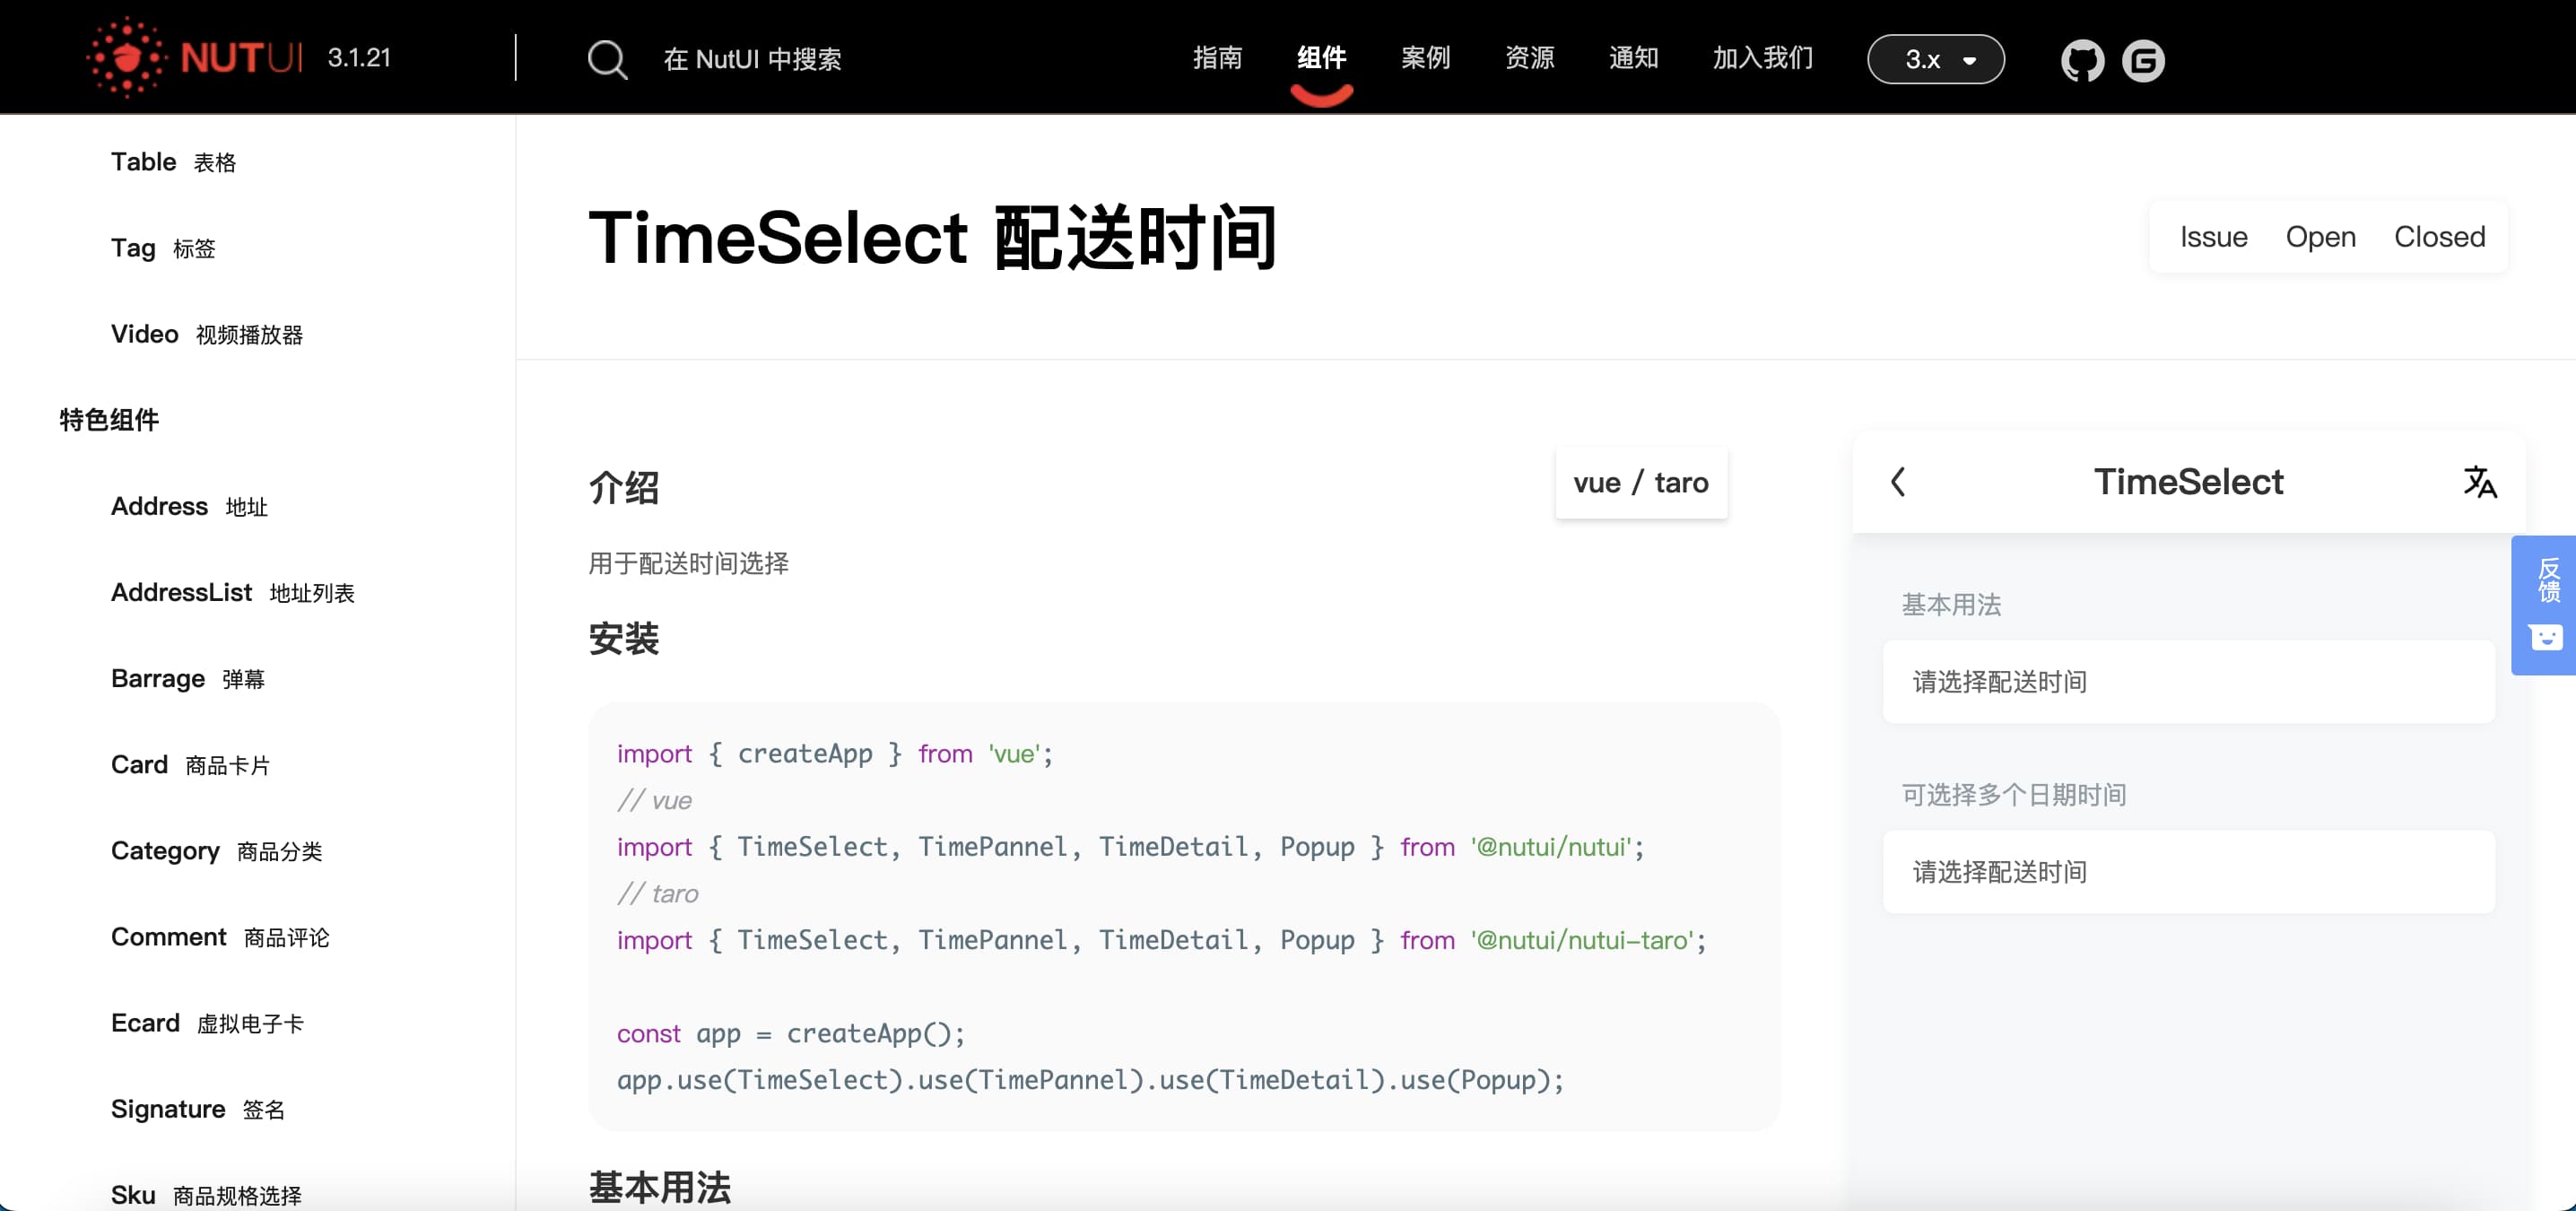 NUTUI 3.1.21
在 NutUI 中搜索
指南 组件 案例 资源 通知 加入我们
3.x
Table 表格
Tag 标签
Video 视频播放器
特色组件
Address 地址
AddressList 地址列表
Barrage 弹幕
Card 商品卡片
Category 商品分类
Comment 商品评论
Ecard 虚拟电子卡
Signature 签名
Sku 商品规格选择
TimeSelect 配送时间
Issue Open Closed
介绍
vue / taro
用于配送时间选择
安装
import { createApp } from 'vue';
// vue
import { TimeSelect, TimePannel, TimeDetail, Popup } from '@nutui/nutui';
// taro
import { TimeSelect, TimePannel, TimeDetail, Popup } from '@nutui/nutui-taro';
const app = createApp();
app.use(TimeSelect).use(TimePannel).use(TimeDetail).use(Popup);
基本用法
TimeSelect
文A
基本用法
请选择配送时间
可选择多个日期时间
请选择配送时间
反馈